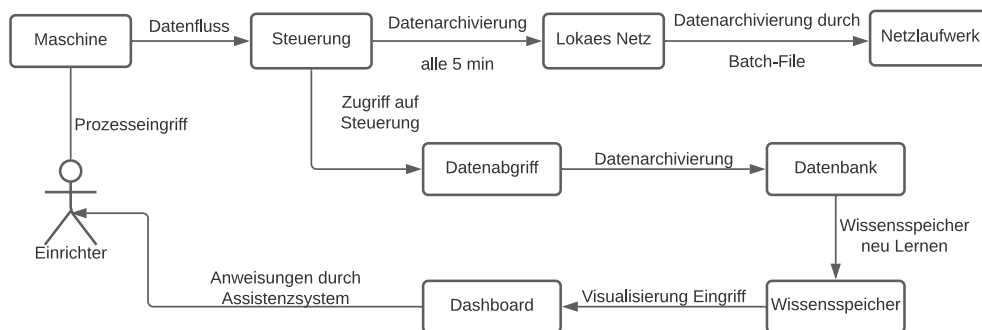 Maschine
Datenfluss
Steuerung
Datenarchivierung
alle 5 min
Lokaes Netz
Datenarchivierung durch
Batch-File
Netzlaufwerk
Prozesseingriff
Zugriff auf
Steuerung
Datenabgriff
Datenarchivierung
Datenbank
Einrichter
Wissensspeicher
neu Lernen
Anweisungen durch
Assistenzsystem
Dashboard
Visualisierung Eingriff
Wissensspeicher